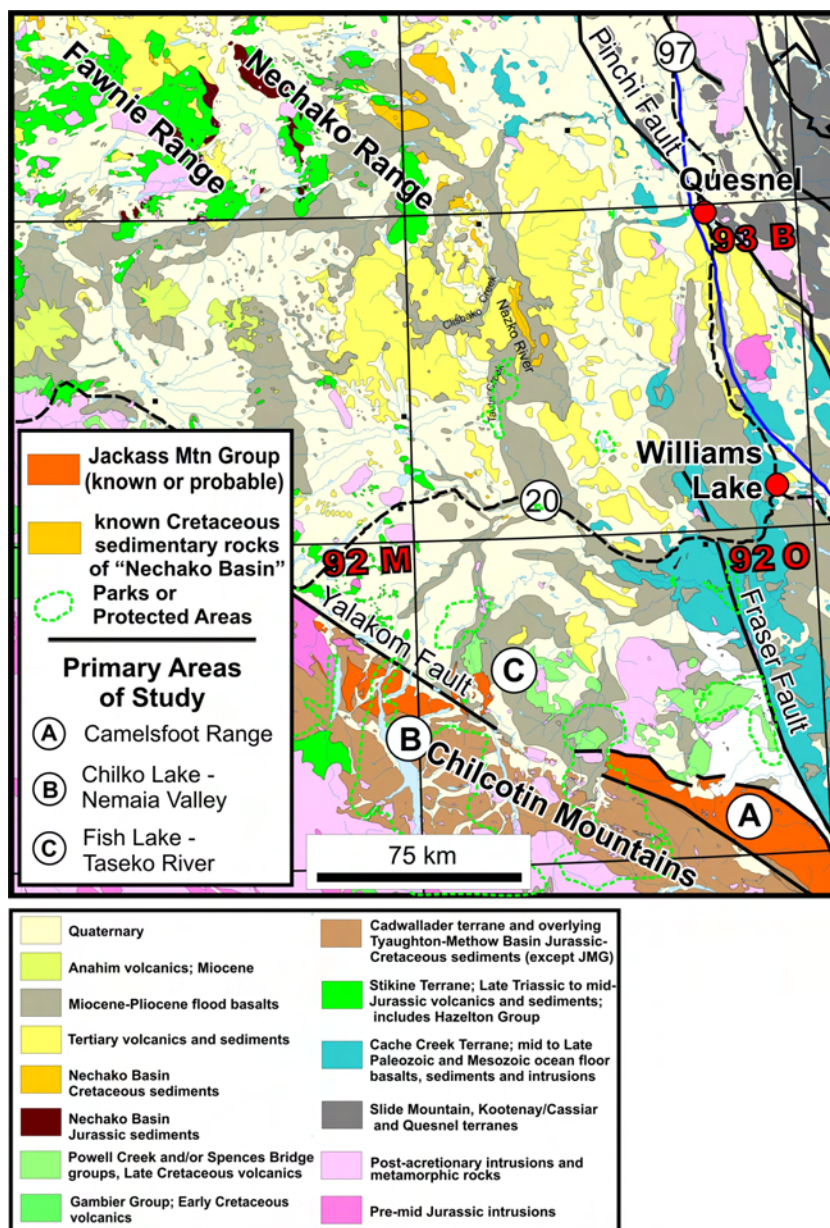 Fawnie Range
Nechako Range
Pinchi Fault
97
Quesnel
93 B
Clisbako Creek
Nazko River
Williams
Lake
20
92 M
92 O
Yalakom Fault
Fraser Fault
C
B
A
Chilcotin Mountains
75 km
Jackass Mtn Group
(known or probable)
known Cretaceous
sedimentary rocks
of “Nechako Basin”
Parks or
Protected Areas
Primary Areas
of Study
A Camelsfoot Range
B Chilko Lake -
Nemaia Valley
C Fish Lake -
Taseko River
Quaternary
Anahim volcanics; Miocene
Miocene-Pliocene flood basalts
Tertiary volcanics and sediments
Nechako Basin
Cretaceous sediments
Nechako Basin
Jurassic sediments
Powell Creek and/or Spences Bridge
groups, Late Cretaceous volcanics
Gambier Group; Early Cretaceous
volcanics
Cadwallader terrane and overlying
Tyaughton-Methow Basin Jurassic-
Cretaceous sediments (except JMG)
Stikine Terrane; Late Triassic to mid-
Jurassic volcanics and sediments;
includes Hazelton Group
Cache Creek Terrane; mid to Late
Paleozoic and Mesozoic ocean floor
basalts, sediments and intrusions
Slide Mountain, Kootenay/Cassiar
and Quesnel terranes
Post-acretionary intrusions and
metamorphic rocks
Pre-mid Jurassic intrusions